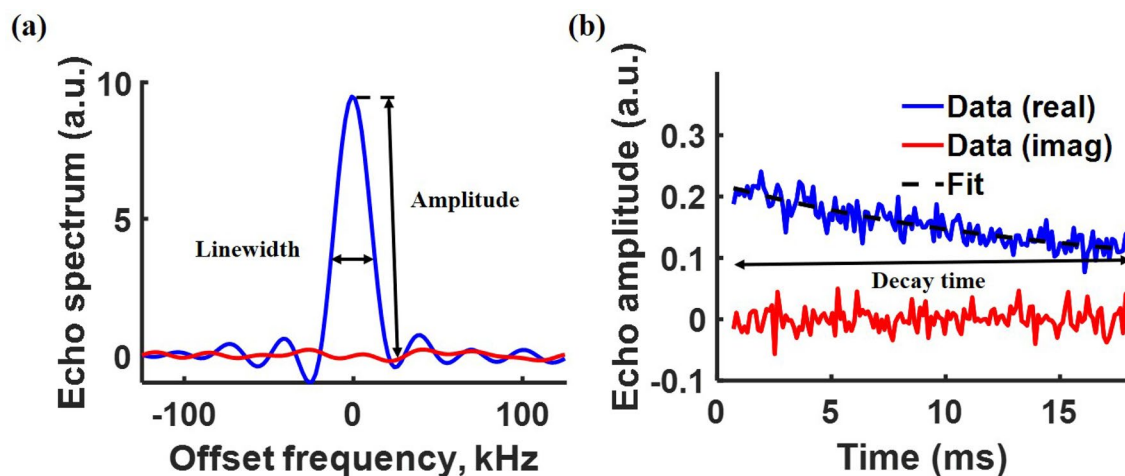 (a)
Echo spectrum (a.u.)
10
5
0
Amplitude
Linewidth
-100
0
100
Offset frequency, kHz
(b)
Echo amplitude (a.u.)
0.3
0.2
0.1
0
-0.1
Data (real)
Data (imag)
Fit
Decay time
0
5
10
15
Time (ms)